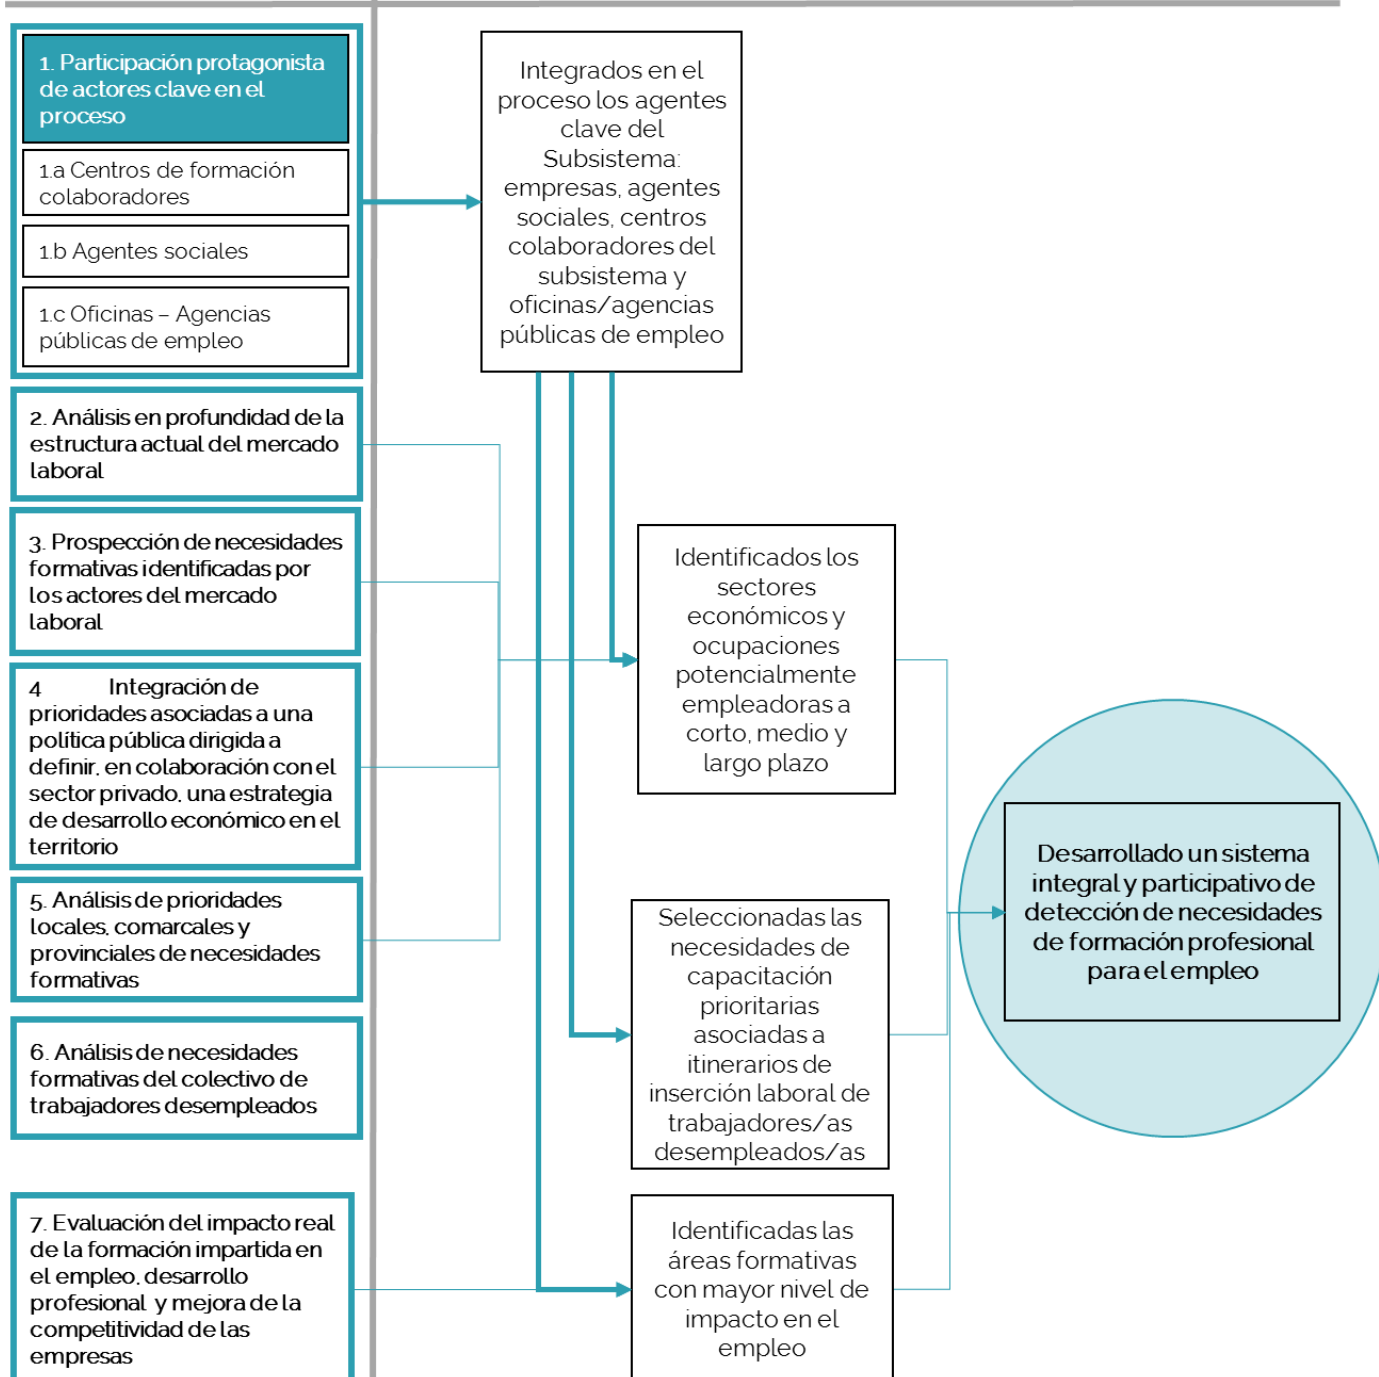 1. Participación protagonista
de actores clave en el
proceso
1.a Centros de formación
colaboradores
1.b Agentes sociales
1.c Oficinas – Agencias
públicas de empleo
2. Análisis en profundidad de la
estructura actual del mercado
laboral
3. Prospección de necesidades
formativas identificadas por
los actores del mercado
laboral
4 Integración de
prioridades asociadas a una
política pública dirigida a
definir, en colaboración con el
sector privado, una estrategia
de desarrollo económico en el
territorio
5. Análisis de prioridades
locales, comarcales y
provinciales de necesidades
formativas
6. Análisis de necesidades
formativas del colectivo de
trabajadores desempleados
7. Evaluación del impacto real
de la formación impartida en
el empleo, desarrollo
profesional y mejora de la
competitividad de las
empresas
Integrados en el
proceso los agentes
clave del
Subsistema:
empresas, agentes
sociales, centros
colaboradores del
subsistema y
oficinas/agencias
públicas de empleo
Identificados los
sectores
económicos y
ocupaciones
potencialmente
empleadoras a
corto, medio y
largo plazo
Seleccionadas las
necesidades de
capacitación
prioritarias
asociadas a
itinerarios de
inserción laboral de
trabajadores/as
desempleados/as
Identificadas las
áreas formativas
con mayor nivel de
impacto en el
empleo
Desarrollado un sistema
integral y participativo de
detección de necesidades
de formación profesional
para el empleo